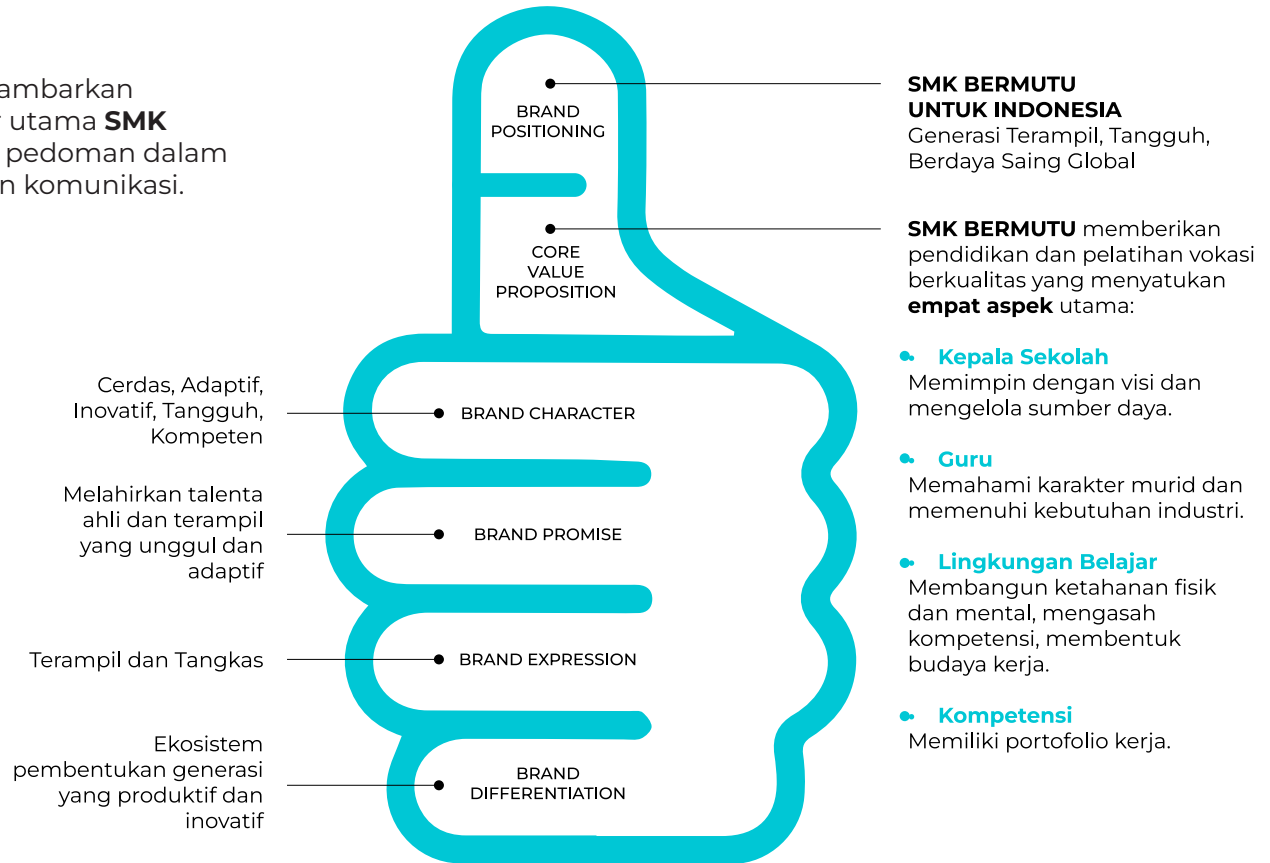 ambarkan
utama SMK
pedoman dalam
n komunikasi.
BRAND
POSITIONING
SMK BERMUTU
UNTUK INDONESIA
Generasi Terampil, Tangguh,
Berdaya Saing Global
CORE
VALUE
PROPOSITION
SMK BERMUTU memberikan
pendidikan dan pelatihan vokasi
berkualitas yang menyatukan
empat aspek utama:
Kepala Sekolah
Memimpin dengan visi dan
mengelola sumber daya.
Guru
Memahami karakter murid dan
memenuhi kebutuhan industri.
Lingkungan Belajar
Membangun ketahanan fisik
dan mental, mengasah
kompetensi, membentuk
budaya kerja.
Kompetensi
Memiliki portofolio kerja.
Cerdas, Adaptif,
Inovatif, Tangguh,
Kompeten
BRAND CHARACTER
Melahirkan talenta
ahli dan terampil
yang unggul dan
adaptif
BRAND PROMISE
Terampil dan Tangkas
BRAND EXPRESSION
Ekosistem
pembentukan generasi
yang produktif dan
inovatif
BRAND
DIFFERENTIATION